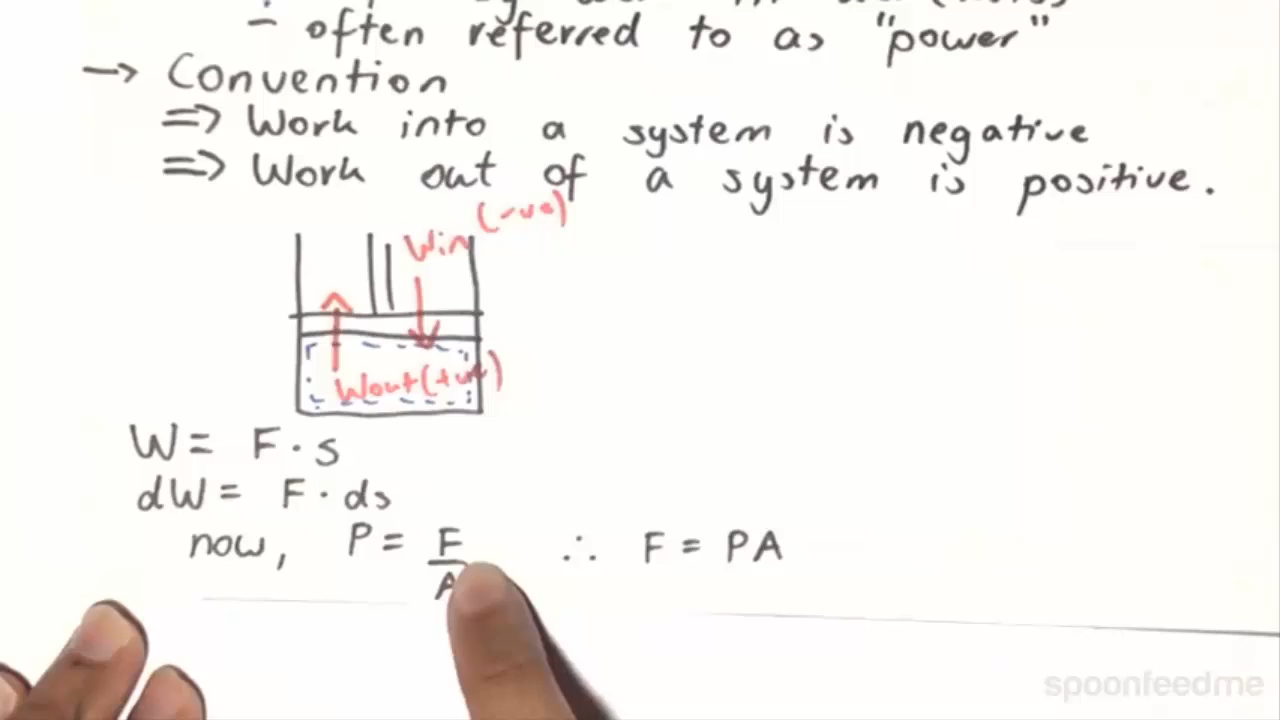 - often referred to as "power"
→ Convention
⇒ Work into a system is negative
⇒ Work out of a system is positive.
Win (-ve)
Wout (+ve)
W = F · s
dW = F · ds
now, P = F/A ∴ F = PA
spoonfeedme